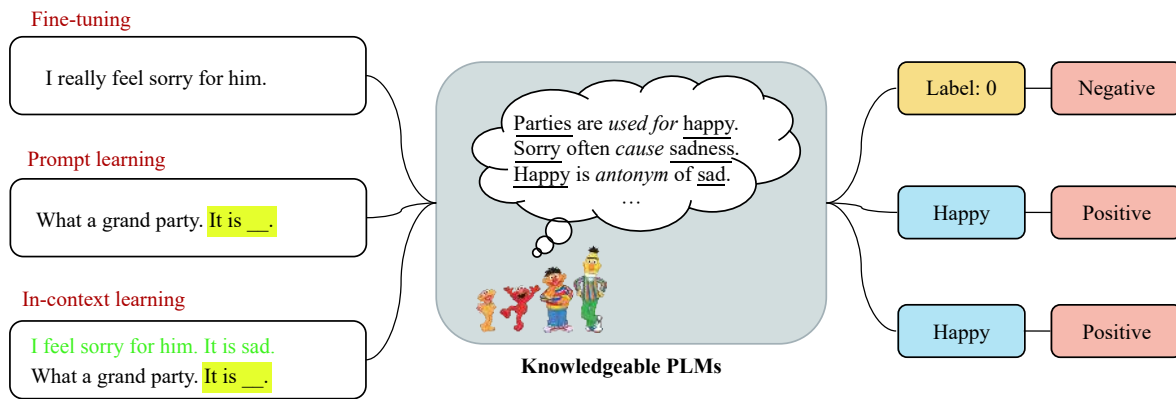 Fine-tuning
I really feel sorry for him.
Prompt learning
What a grand party. It is __.
In-context learning
I feel sorry for him. It is sad.
What a grand party. It is __.
Parties are used for happy.
Sorry often cause sadness.
Happy is antonym of sad.
...
Knowledgeable PLMs
Label: 0
Negative
Happy
Positive
Happy
Positive